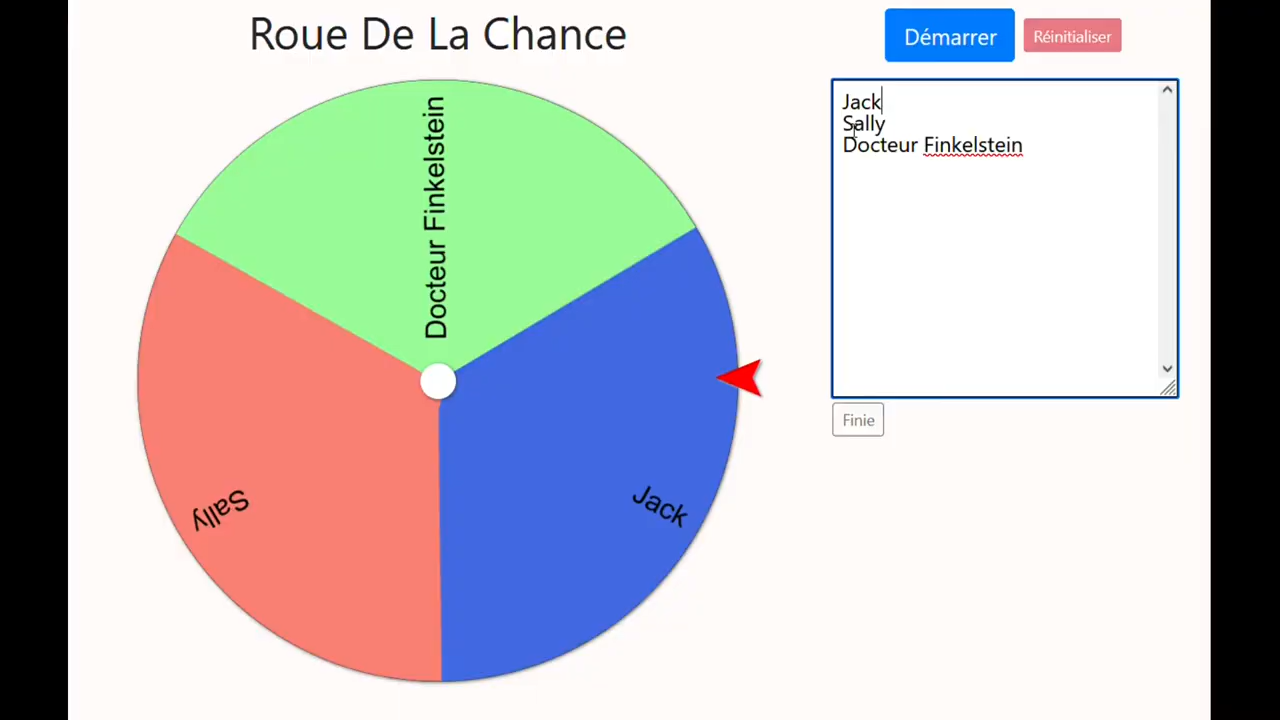 Roue De La Chance
Démarrer
Réinitialiser
Jack
Sally
Docteur Finkelstein
Finie
Docteur Finkelstein
Sally
Jack